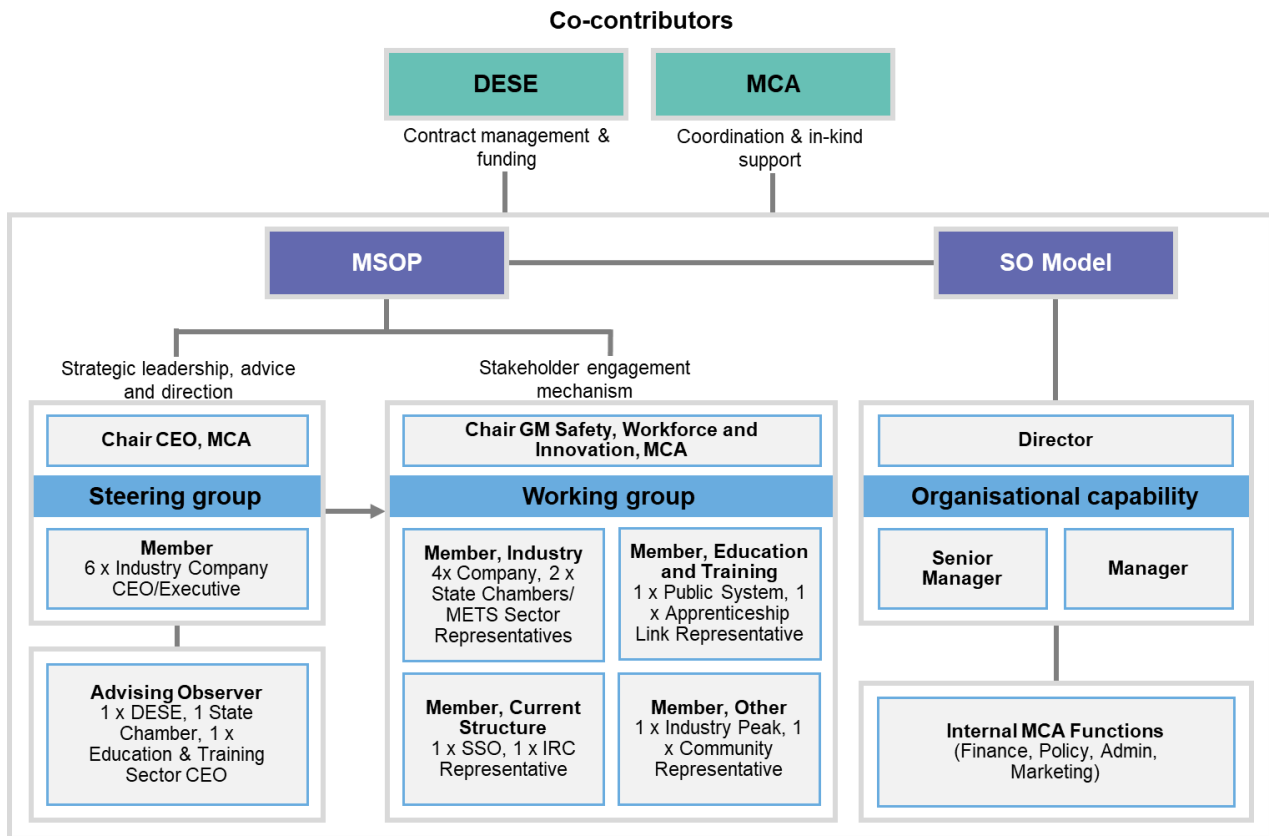 Co-contributors
DESE
MCA
Contract management &
funding
Coordination & in-kind
support
MSOP
SO Model
Strategic leadership, advice
and direction
Stakeholder engagement
mechanism
Chair CEO, MCA
Steering group
Member
6 x Industry Company
CEO/Executive
Advising Observer
1 x DESE, 1 State
Chamber, 1 x
Education & Training
Sector CEO
Chair GM Safety, Workforce and
Innovation, MCA
Working group
Member, Industry
4x Company, 2 x
State Chambers/
METS Sector
Representatives
Member, Education
and Training
1 x Public System, 1
x Apprenticeship
Link Representative
Member, Current
Structure
1 x SSO, 1 x IRC
Representative
Member, Other
1 x Industry Peak, 1
x Community
Representative
Director
Organisational capability
Senior
Manager
Manager
Internal MCA Functions
(Finance, Policy, Admin,
Marketing)